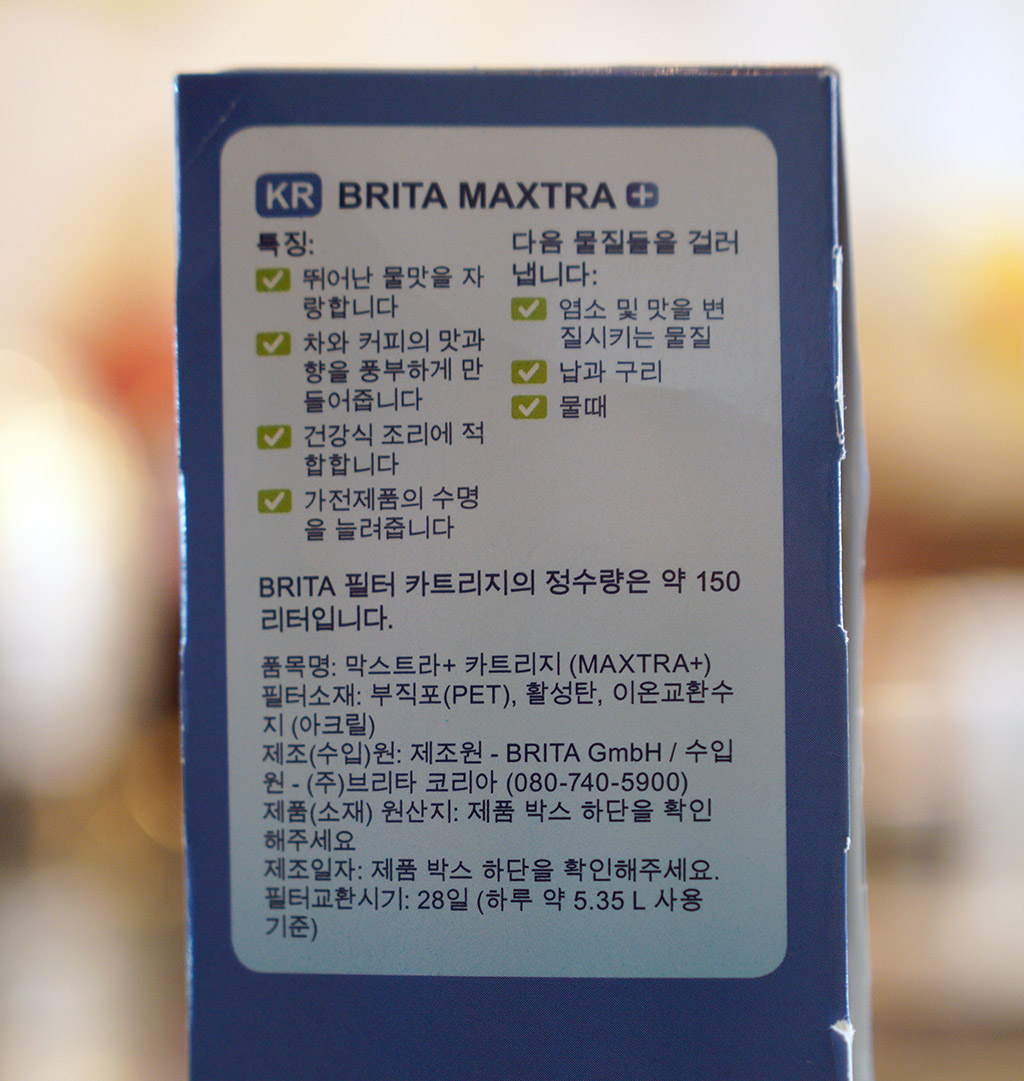 KR BRITA MAXTRA +
특징:
뛰어난 물맛을 자
랑합니다
차와 커피의 맛과
향을 풍부하게 만
들어줍니다
건강식 조리에 적
합합니다
가전제품의 수명
을 늘려줍니다
다음 물질들을 걸러
냅니다:
염소 및 맛을 변
질시키는 물질
납과 구리
물때
BRITA 필터 카트리지의 정수량은 약 150
리터입니다.
품목명: 막스트라+ 카트리지 (MAXTRA+)
필터소재: 부직포(PET), 활성탄, 이온교환수
지 (아크릴)
제조(수입)원: 제조원 - BRITA GmbH / 수입
원 - (주)브리타 코리아 (080-740-5900)
제품(소재) 원산지: 제품 박스 하단을 확인
해주세요
제조일자: 제품 박스 하단을 확인해주세요.
필터교환시기: 28일 (하루 약 5.35 L 사용
기준)